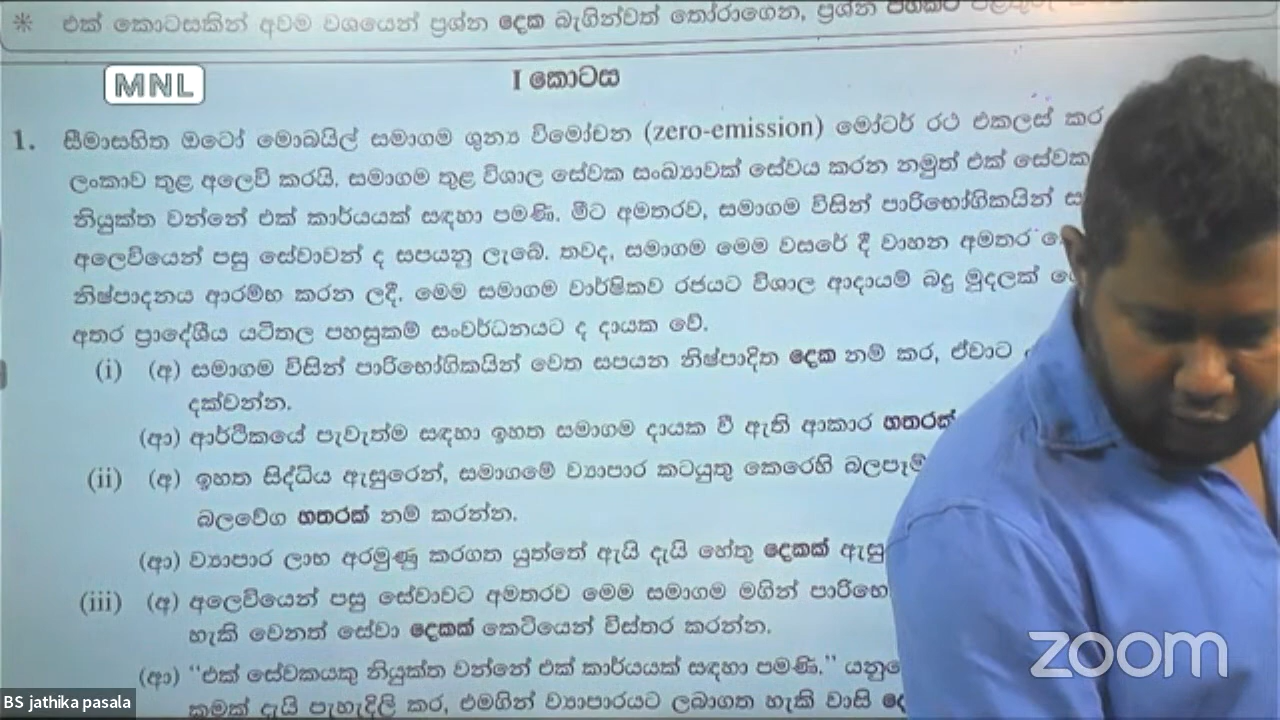 ✳ එක් කොටසකින් අවම වශයෙන් ප්‍රශ්න දෙක බැගින්වත් තෝරාගෙන, ප්‍රශ්න
MNL
I කොටස
1. සීමාසහිත ඔටෝ මොබයිල් සමාගම ශුන්‍ය විමෝචන (zero-emission) මෝටර් රථ එකලස් කර
ලංකාව තුළ අලෙවි කරයි. සමාගම තුළ විශාල සේවක සංඛ්‍යාවක් සේවය කරන නමුත් එක් සේවක
නියුක්ත වන්නේ එක් කාර්යයක් සඳහා පමණි. මීට අමතරව, සමාගම විසින් පාරිභෝගිකයින්
අලෙවියෙන් පසු සේවාවන් ද සපයනු ලැබේ. තවද, සමාගම මෙම වසරේ දී වාහන අමතර
නිෂ්පාදනය ආරම්භ කරන ලදී. මෙම සමාගම වාර්ෂිකව රජයට විශාල ආදායම් බදු මුදලක්
අතර ප්‍රාදේශීය යටිතල පහසුකම් සංවර්ධනයට ද දායක වේ.
(i) (අ) සමාගම විසින් පාරිභෝගිකයින් වෙත සපයන නිෂ්පාදිත දෙක නම් කර, ඒවාට
දක්වන්න.
(ආ) ආර්ථිකයේ පැවැත්ම සඳහා ඉහත සමාගම දායක වී ඇති ආකාර හතරක්
(ii) (අ) ඉහත සිද්ධිය ඇසුරෙන්, සමාගමේ ව්‍යාපාර කටයුතු කෙරෙහි බලපෑම්
බලවේග හතරක් නම් කරන්න.
(ආ) ව්‍යාපාර ලාභ අරමුණු කරගත යුත්තේ ඇයි දැයි හේතු දෙකක් ඇසු
(iii) (අ) අලෙවියෙන් පසු සේවාවට අමතරව මෙම සමාගම මගින් පාරිභෝ
හැකි වෙනත් සේවා දෙකක් කෙටියෙන් විස්තර කරන්න.
(ආ) “එක් සේවකයකු නියුක්ත වන්නේ එක් කාර්යයක් සඳහා පමණි.” යනුවෙ
කුමක් දැයි පැහැදිලි කර, එමගින් ව්‍යාපාරයට ලබාගත හැකි වාසි
zoom
BS jathika pasala